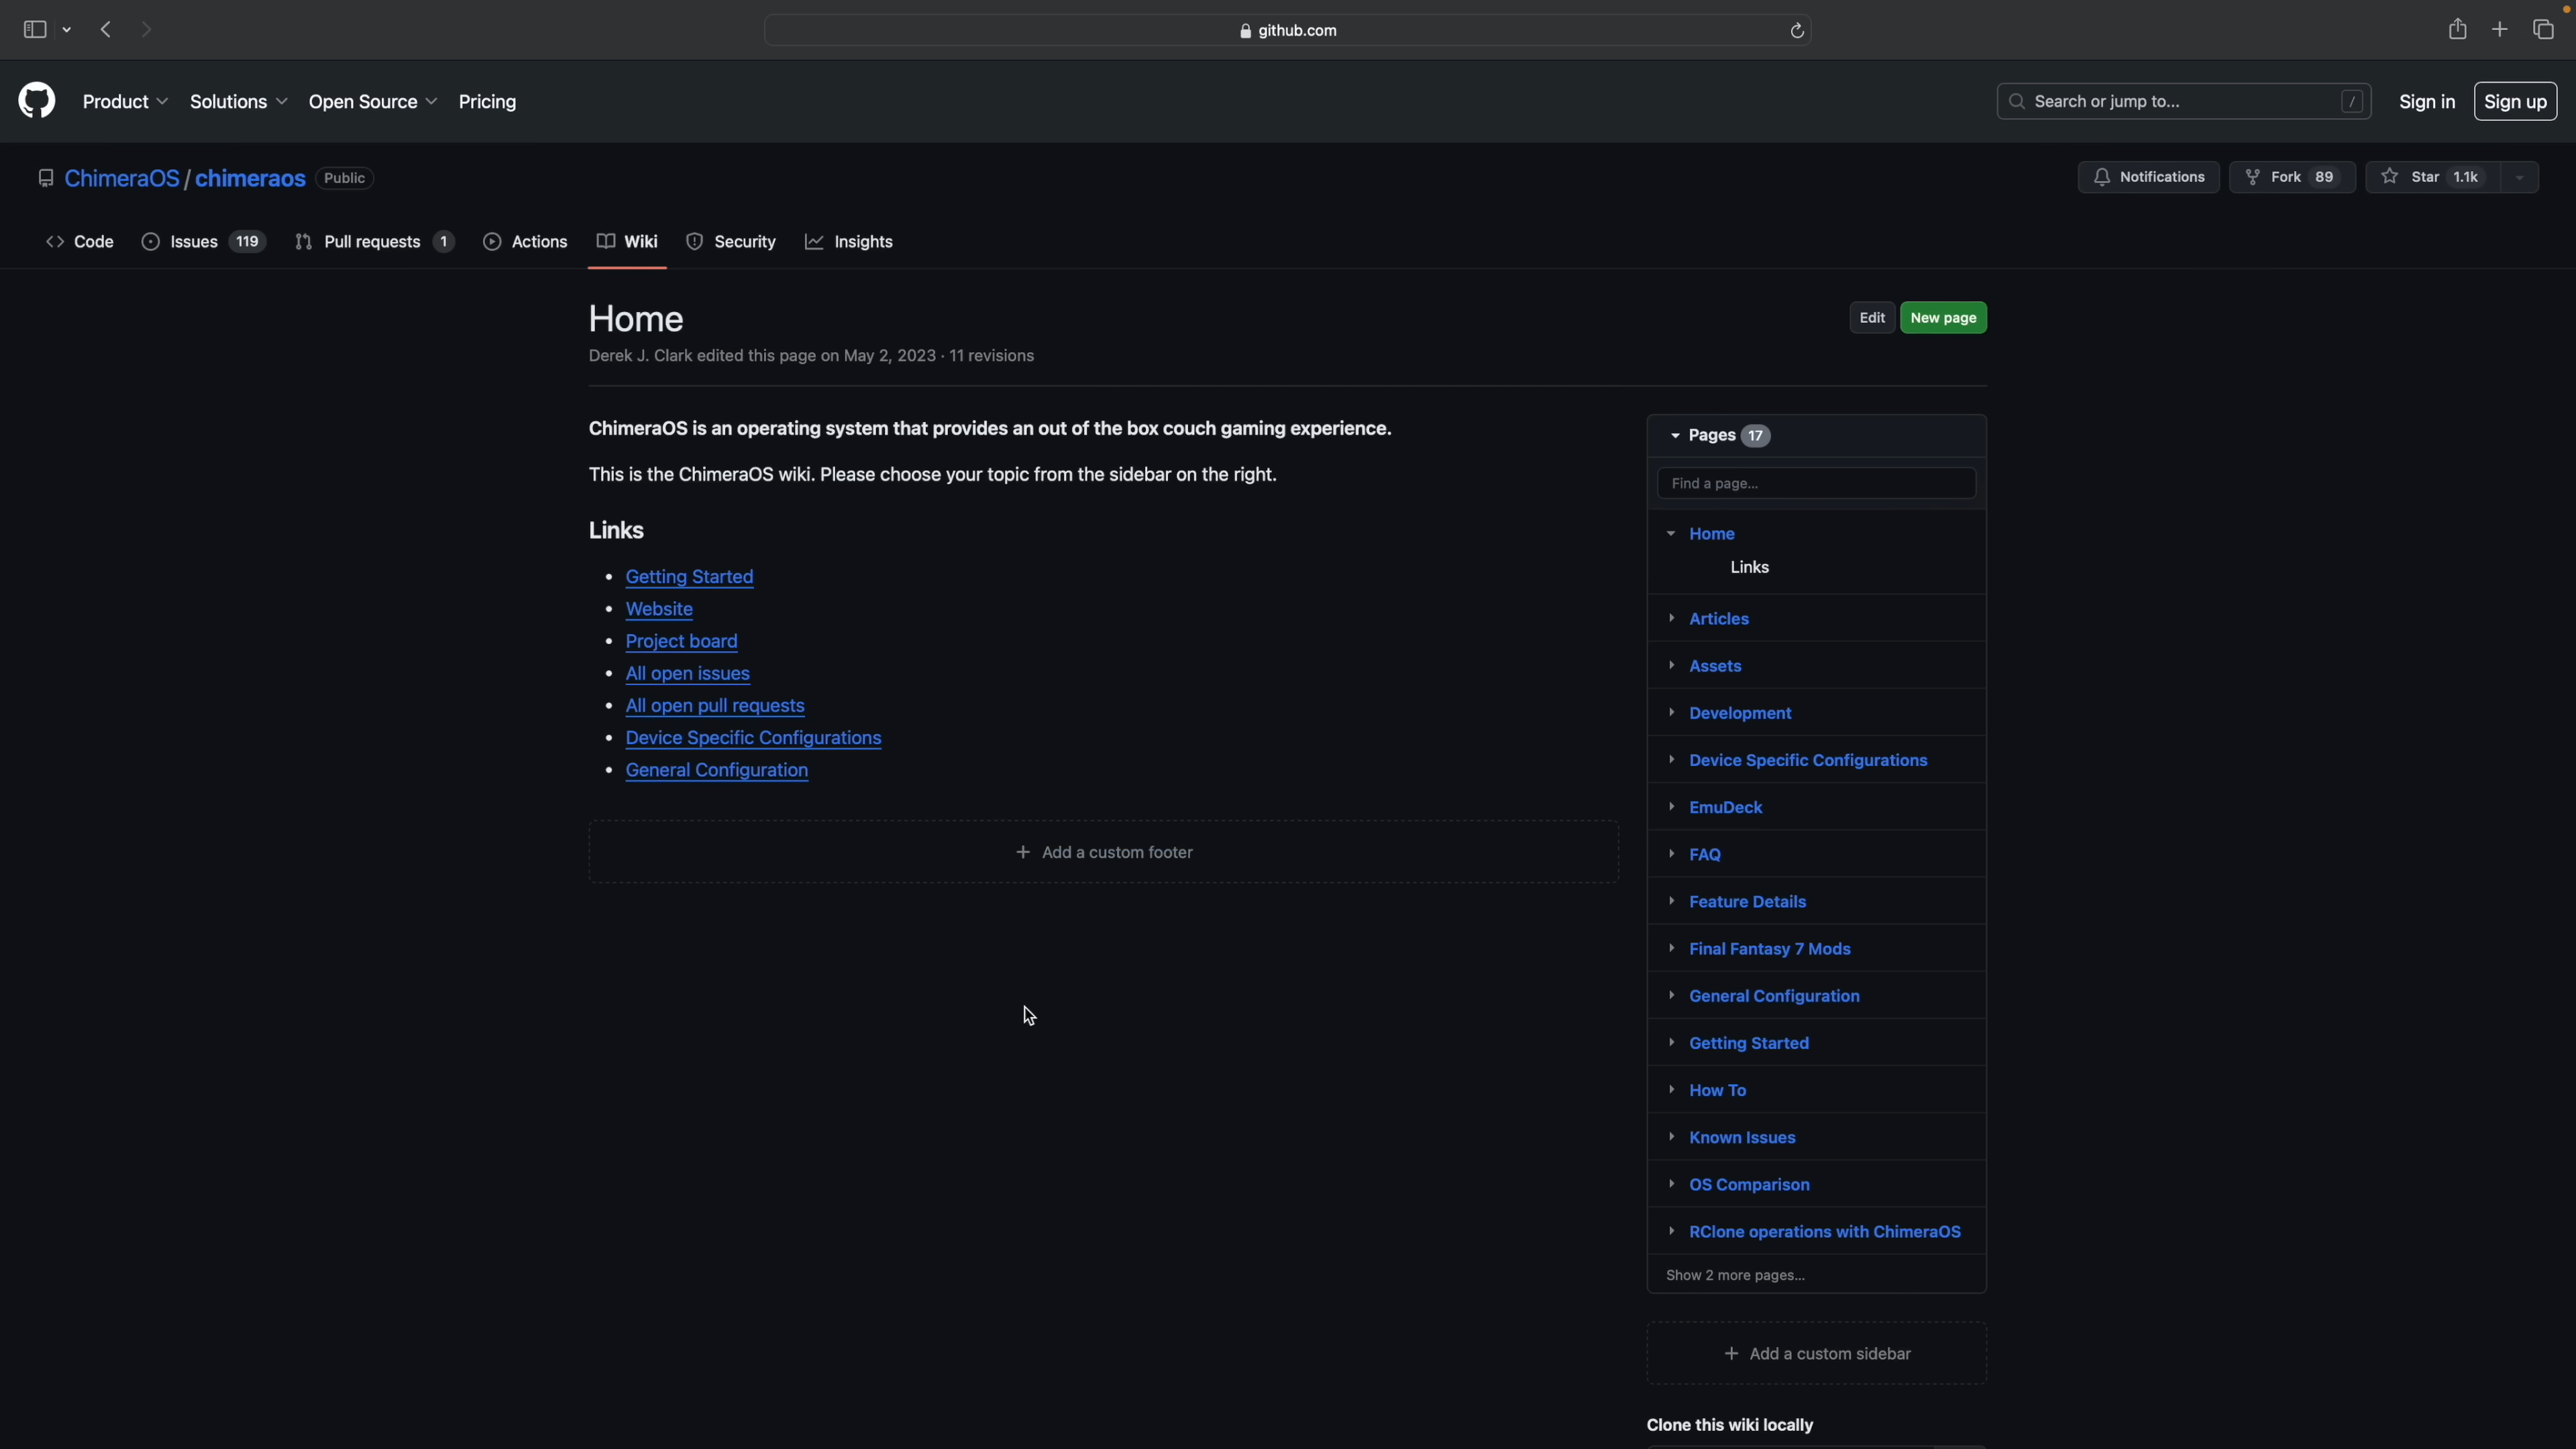 github.com
Product Solutions Open Source Pricing Search or jump to... / Sign in Sign up
ChimeraOS / chimeraos Public Notifications Fork 89 Star 1.1k
Code Issues 119 Pull requests 1 Actions Wiki Security Insights
Home
Edit New page
Derek J. Clark edited this page on May 2, 2023 · 11 revisions
ChimeraOS is an operating system that provides an out of the box couch gaming experience.
This is the ChimeraOS wiki. Please choose your topic from the sidebar on the right.
Links
• Getting Started
• Website
• Project board
• All open issues
• All open pull requests
• Device Specific Configurations
• General Configuration
+ Add a custom footer
Pages 17
Find a page...
Home
Links
Articles
Assets
Development
Device Specific Configurations
EmuDeck
FAQ
Feature Details
Final Fantasy 7 Mods
General Configuration
Getting Started
How To
Known Issues
OS Comparison
RClone operations with ChimeraOS
Show 2 more pages...
+ Add a custom sidebar
Clone this wiki locally